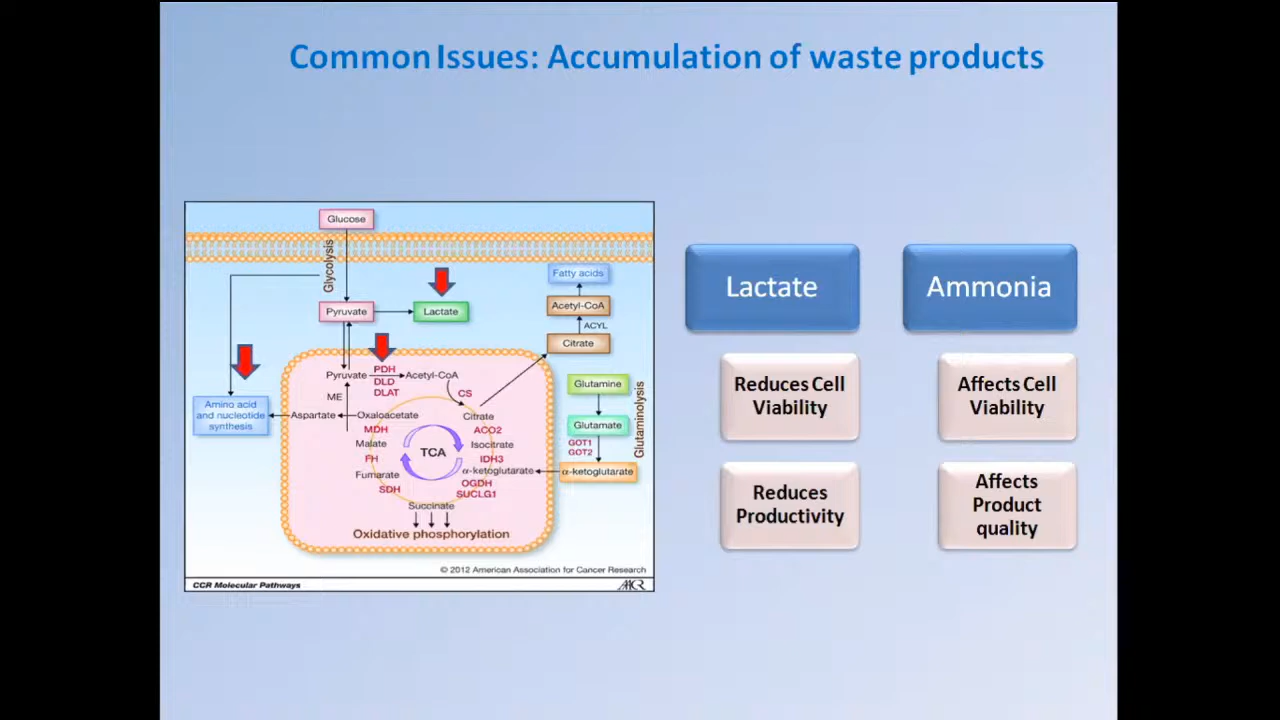 Common Issues: Accumulation of waste products
Glucose
Glycolysis
Pyruvate
Lactate
Fatty acids
Acetyl-CoA
ACYL
Citrate
Pyruvate
PDH
DLD
DLAT
Acetyl-CoA
ME
CS
Amino acid
and nucleotide
synthesis
Aspartate
Oxaloacetate
Citrate
MDH
ACO2
Malate
Isocitrate
TCA
FH
IDH3
Fumarate
α-ketoglutarate
SDH
OGDH
SUCLG1
Succinate
Oxidative phosphorylation
Glutamine
Glutamate
Glutaminolysis
GOT1
GOT2
α-ketoglutarate
© 2012 American Association for Cancer Research
CCR Molecular Pathways
AACR
Lactate
Reduces Cell
Viability
Reduces
Productivity
Ammonia
Affects Cell
Viability
Affects
Product
quality